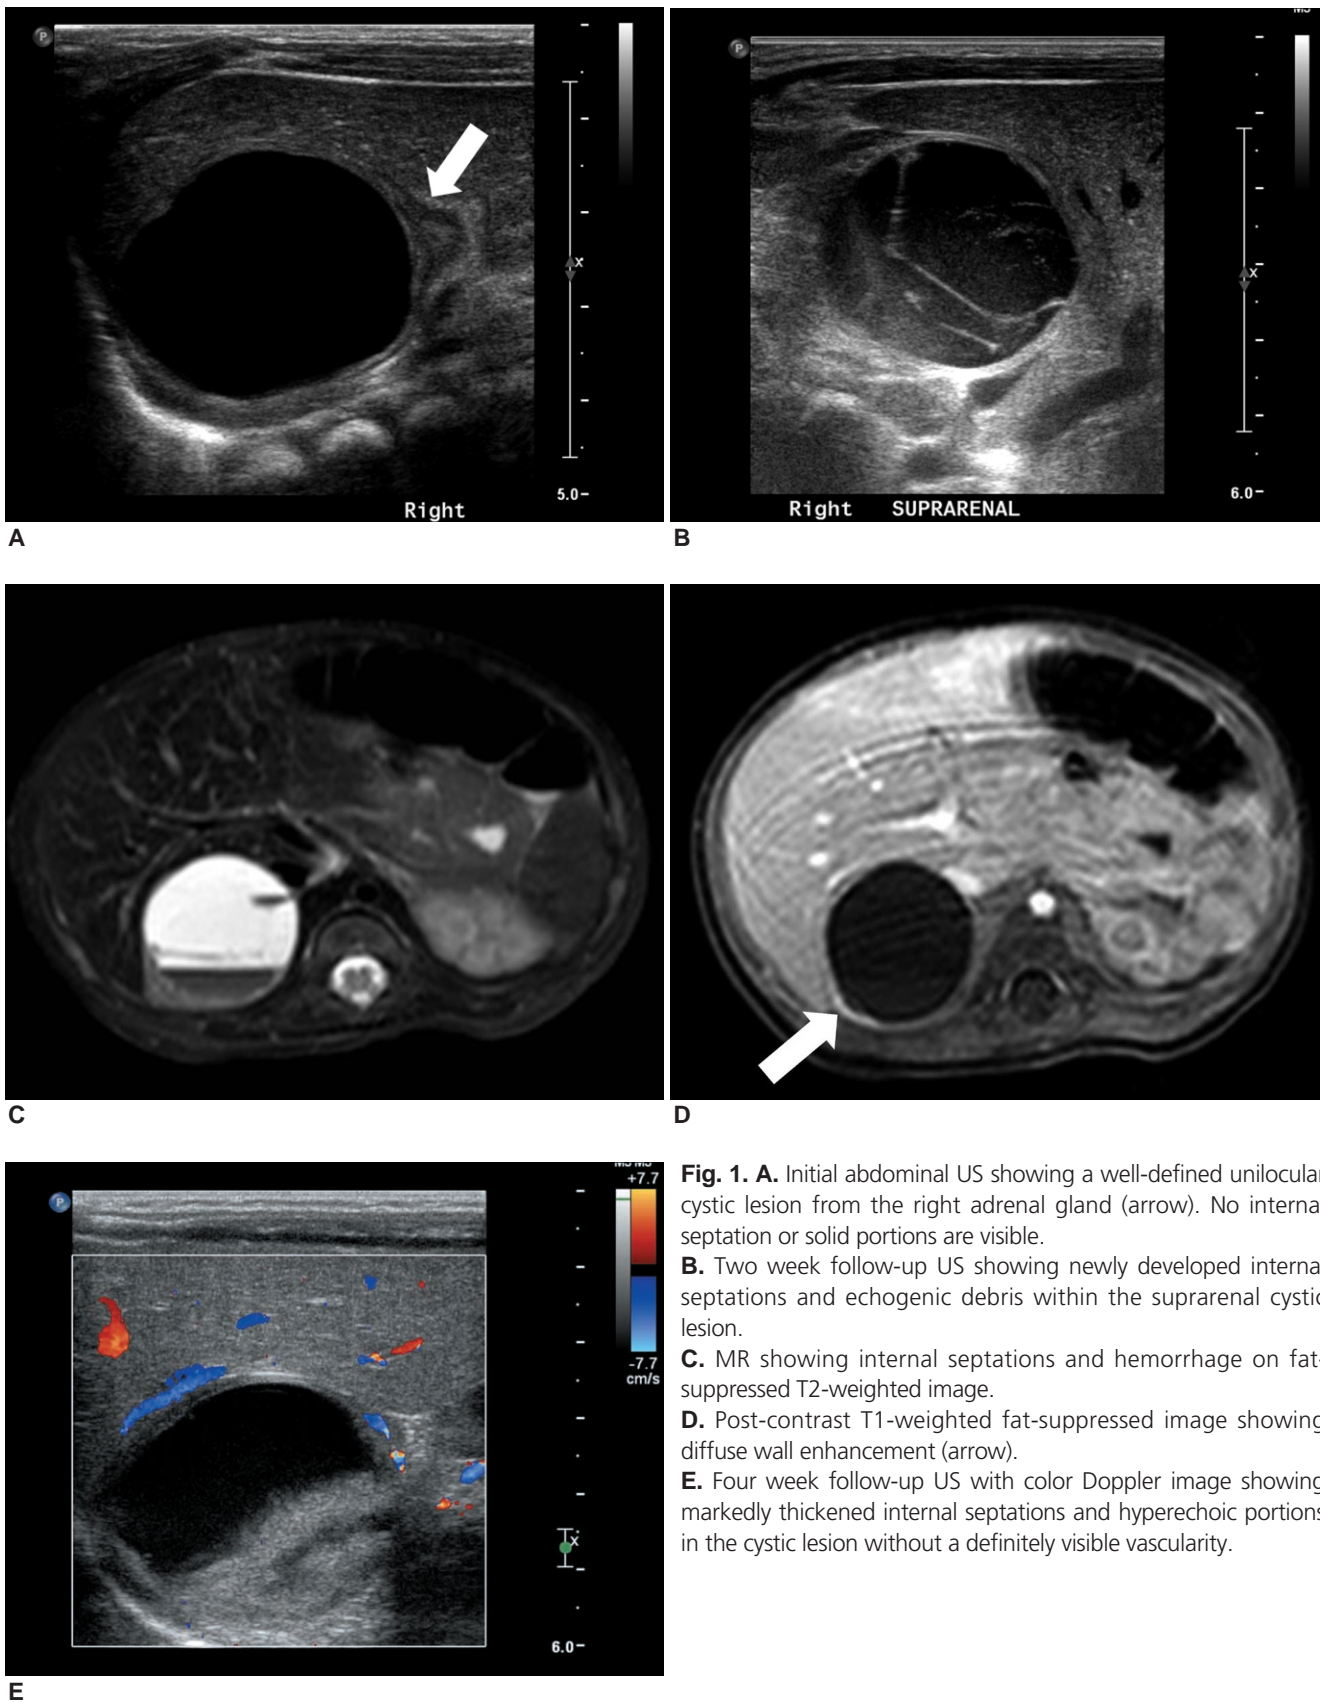 P
x
5.0
Right
A
P
x
6.0
Right SUPRARENAL
B
C
D
P
+7.7
-7.7
cm/s
x
6.0
E
Fig. 1. A. Initial abdominal US showing a well-defined unilocular
cystic lesion from the right adrenal gland (arrow). No interna
septation or solid portions are visible.
B. Two week follow-up US showing newly developed interna
septations and echogenic debris within the suprarenal cystic
lesion.
C. MR showing internal septations and hemorrhage on fat-
suppressed T2-weighted image.
D. Post-contrast T1-weighted fat-suppressed image showing
diffuse wall enhancement (arrow).
E. Four week follow-up US with color Doppler image showing
markedly thickened internal septations and hyperechoic portions
in the cystic lesion without a definitely visible vascularity.